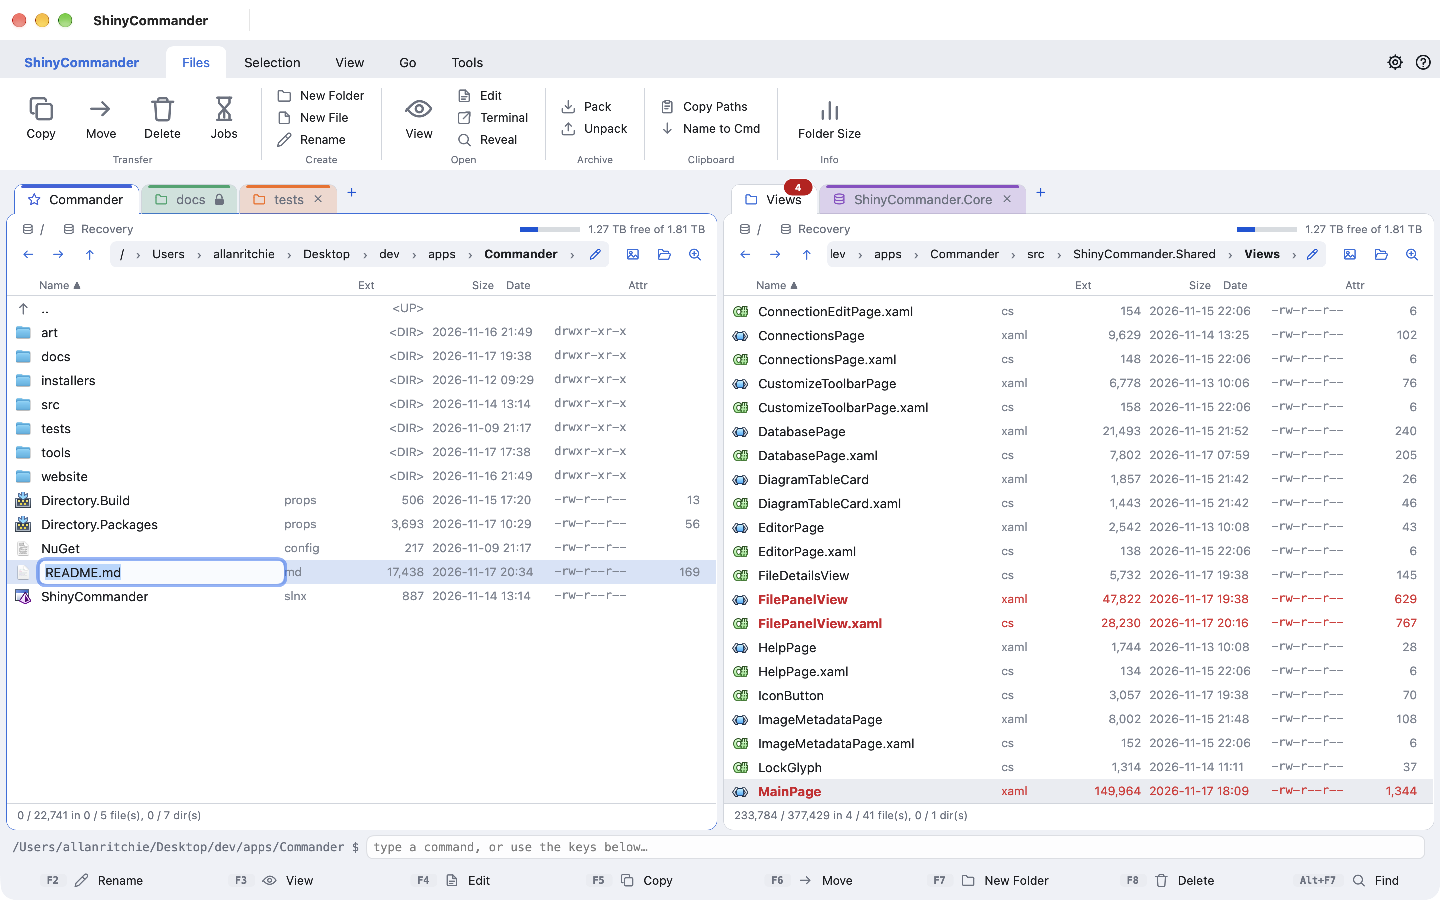 ShinyCommander
ShinyCommander Files Selection View Go Tools
Copy Move Delete Jobs
Transfer
New Folder
New File
Rename
Create
View
Edit
Terminal
Reveal
Open
Pack
Unpack
Archive
Copy Paths
Name to Cmd
Clipboard
Folder Size
Info
Commander docs tests × +
/ Recovery 1.27 TB free of 1.81 TB
/ › Users › allanritchie › Desktop › dev › apps › Commander ›
Name ▲ Ext Size Date Attr
.. <UP>
art <DIR> 2026-11-16 21:49 drwxr-xr-x
docs <DIR> 2026-11-17 19:38 drwxr-xr-x
installers <DIR> 2026-11-12 09:29 drwxr-xr-x
src <DIR> 2026-11-14 13:14 drwxr-xr-x
tests <DIR> 2026-11-09 21:17 drwxr-xr-x
tools <DIR> 2026-11-17 17:38 drwxr-xr-x
website <DIR> 2026-11-16 21:49 drwxr-xr-x
Directory.Build props 506 2026-11-15 17:20 -rw-r--r-- 13
Directory.Packages props 3,693 2026-11-17 10:29 -rw-r--r-- 56
NuGet config 217 2026-11-09 21:17 -rw-r--r--
README.md md 17,438 2026-11-17 20:34 -rw-r--r-- 169
ShinyCommander slnx 887 2026-11-14 13:14 -rw-r--r--
0 / 22,741 in 0 / 5 file(s), 0 / 7 dir(s)
Views 4 ShinyCommander.Core × +
/ Recovery 1.27 TB free of 1.81 TB
lev › apps › Commander › src › ShinyCommander.Shared › Views ›
Name ▲ Ext Size Date Attr
ConnectionEditPage.xaml cs 154 2026-11-15 22:06 -rw-r--r-- 6
ConnectionsPage xaml 9,629 2026-11-14 13:25 -rw-r--r-- 102
ConnectionsPage.xaml cs 148 2026-11-15 22:06 -rw-r--r-- 6
CustomizeToolbarPage xaml 6,778 2026-11-13 10:06 -rw-r--r-- 76
CustomizeToolbarPage.xaml cs 158 2026-11-15 22:06 -rw-r--r-- 6
DatabasePage xaml 21,493 2026-11-15 21:52 -rw-r--r-- 240
DatabasePage.xaml cs 7,802 2026-11-17 07:59 -rw-r--r-- 205
DiagramTableCard xaml 1,857 2026-11-15 21:42 -rw-r--r-- 26
DiagramTableCard.xaml cs 1,443 2026-11-15 21:42 -rw-r--r-- 46
EditorPage xaml 2,542 2026-11-13 10:08 -rw-r--r-- 43
EditorPage.xaml cs 138 2026-11-15 22:06 -rw-r--r-- 6
FileDetailsView cs 5,732 2026-11-17 19:38 -rw-r--r-- 145
FilePanelView xaml 47,822 2026-11-17 19:38 -rw-r--r-- 629
FilePanelView.xaml cs 28,230 2026-11-17 20:16 -rw-r--r-- 767
HelpPage xaml 1,744 2026-11-13 10:08 -rw-r--r-- 28
HelpPage.xaml cs 134 2026-11-15 22:06 -rw-r--r-- 6
IconButton cs 3,057 2026-11-17 19:38 -rw-r--r-- 70
ImageMetadataPage xaml 8,002 2026-11-15 21:48 -rw-r--r-- 108
ImageMetadataPage.xaml cs 152 2026-11-15 22:06 -rw-r--r-- 6
LockGlyph cs 1,314 2026-11-14 11:11 -rw-r--r-- 37
MainPage xaml 149,964 2026-11-17 18:09 -rw-r--r-- 1,344
233,784 / 377,429 in 4 / 41 file(s), 0 / 1 dir(s)
/Users/allanritchie/Desktop/dev/apps/Commander $ type a command, or use the keys below…
F2 Rename F3 View F4 Edit F5 Copy F6 Move F7 New Folder F8 Delete Alt+F7 Find